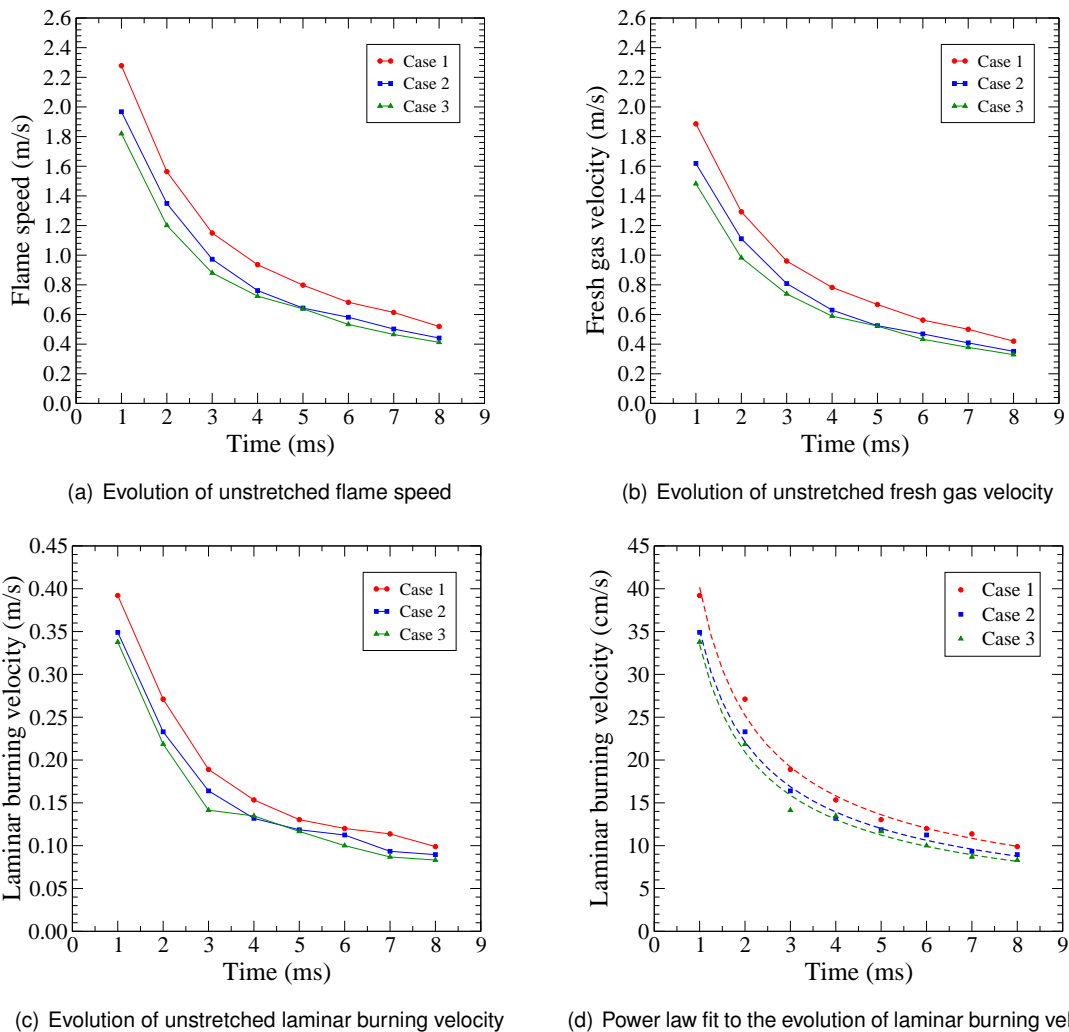 2.6
2.4
2.2
2.0
1.8
1.6
1.4
1.2
1.0
0.8
0.6
0.4
0.2
0.0
Flame speed (m/s)
Case 1
Case 2
Case 3
0 1 2 3 4 5 6 7 8 9
Time (ms)
(a) Evolution of unstretched flame speed
2.6
2.4
2.2
2.0
1.8
1.6
1.4
1.2
1.0
0.8
0.6
0.4
0.2
0.0
Fresh gas velocity (m/s)
Case 1
Case 2
Case 3
0 1 2 3 4 5 6 7 8 9
Time (ms)
(b) Evolution of unstretched fresh gas velocity
0.45
0.40
0.35
0.30
0.25
0.20
0.15
0.10
0.05
0.00
Laminar burning velocity (m/s)
Case 1
Case 2
Case 3
0 1 2 3 4 5 6 7 8 9
Time (ms)
(c) Evolution of unstretched laminar burning velocity
45
40
35
30
25
20
15
10
5
0
Laminar burning velocity (cm/s)
Case 1
Case 2
Case 3
0 1 2 3 4 5 6 7 8 9
Time (ms)
(d) Power law fit to the evolution of laminar burning vel